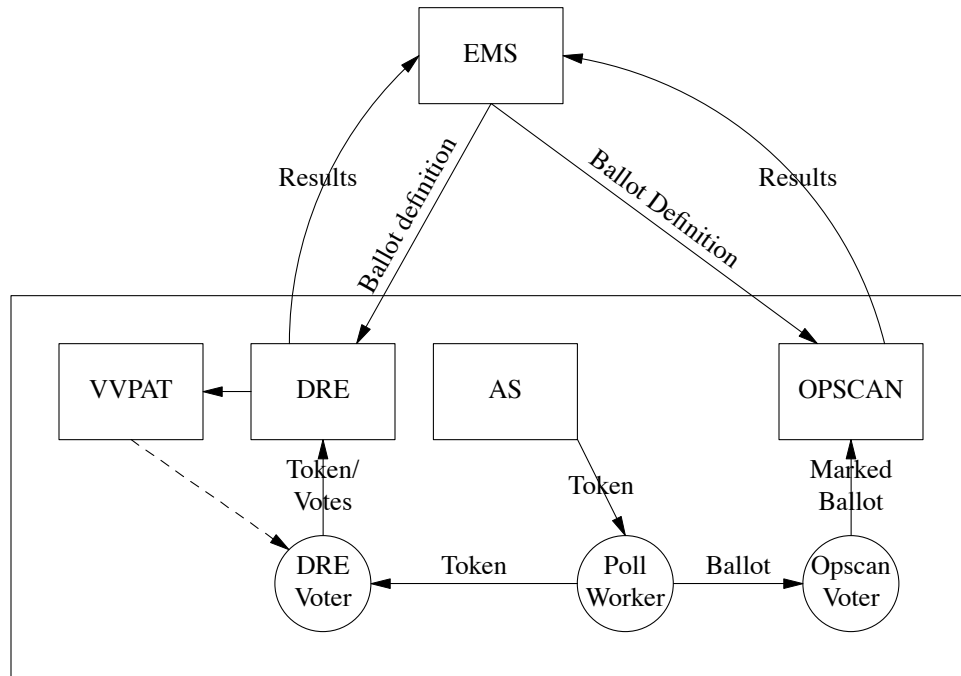 EMS
Results
Ballot definition
Ballot Definition
Results
VVPAT
DRE
AS
OPSCAN
Token/
Votes
Token
Marked
Ballot
DRE
Voter
Token
Poll
Worker
Ballot
Opscan
Voter